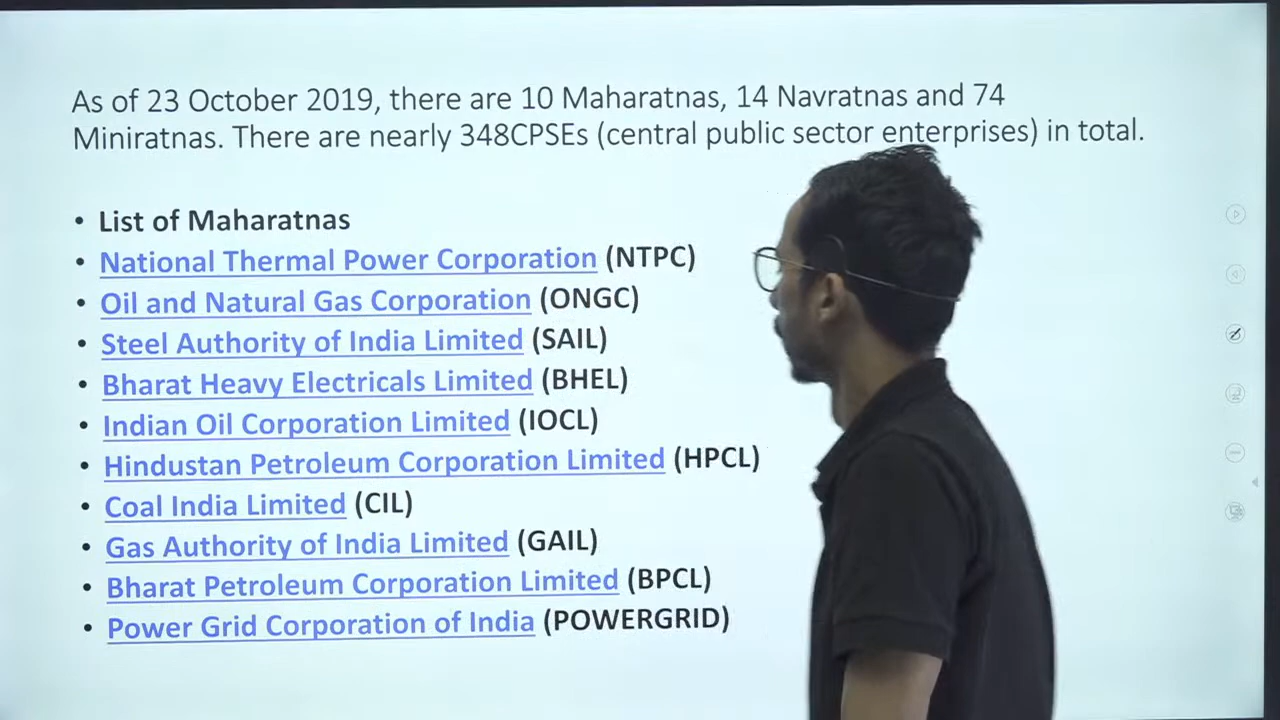 As of 23 October 2019, there are 10 Maharatnas, 14 Navratnas and 74
Miniratnas. There are nearly 348CPSEs (central public sector enterprises) in total.
• List of Maharatnas
• National Thermal Power Corporation (NTPC)
• Oil and Natural Gas Corporation (ONGC)
• Steel Authority of India Limited (SAIL)
• Bharat Heavy Electricals Limited (BHEL)
• Indian Oil Corporation Limited (IOCL)
• Hindustan Petroleum Corporation Limited (HPCL)
• Coal India Limited (CIL)
• Gas Authority of India Limited (GAIL)
• Bharat Petroleum Corporation Limited (BPCL)
• Power Grid Corporation of India (POWERGRID)